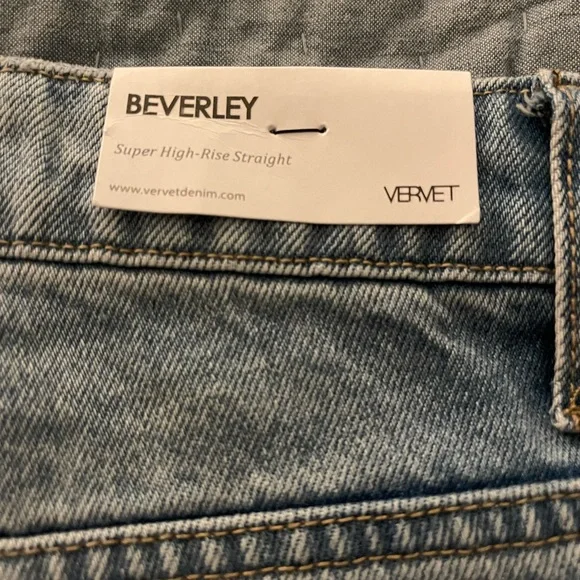 BEVERLEY
Super High-Rise Straight
www.vervetdenim.com
VERVET